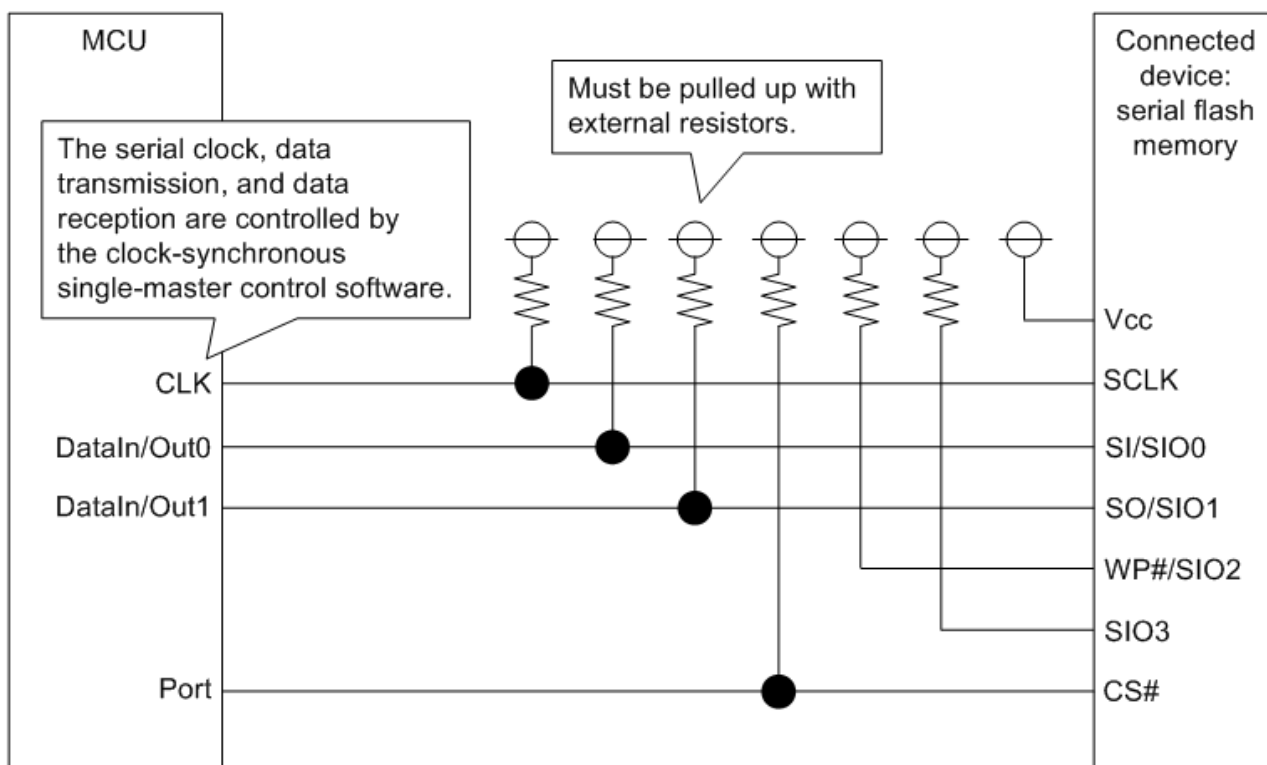 MCU
The serial clock, data
transmission, and data
reception are controlled by
the clock-synchronous
single-master control software.
Must be pulled up with
external resistors.
Connected
device:
serial flash
memory
Vcc
CLK
SCLK
DataIn/Out0
SI/SIO0
DataIn/Out1
SO/SIO1
WP#/SIO2
SIO3
Port
CS#